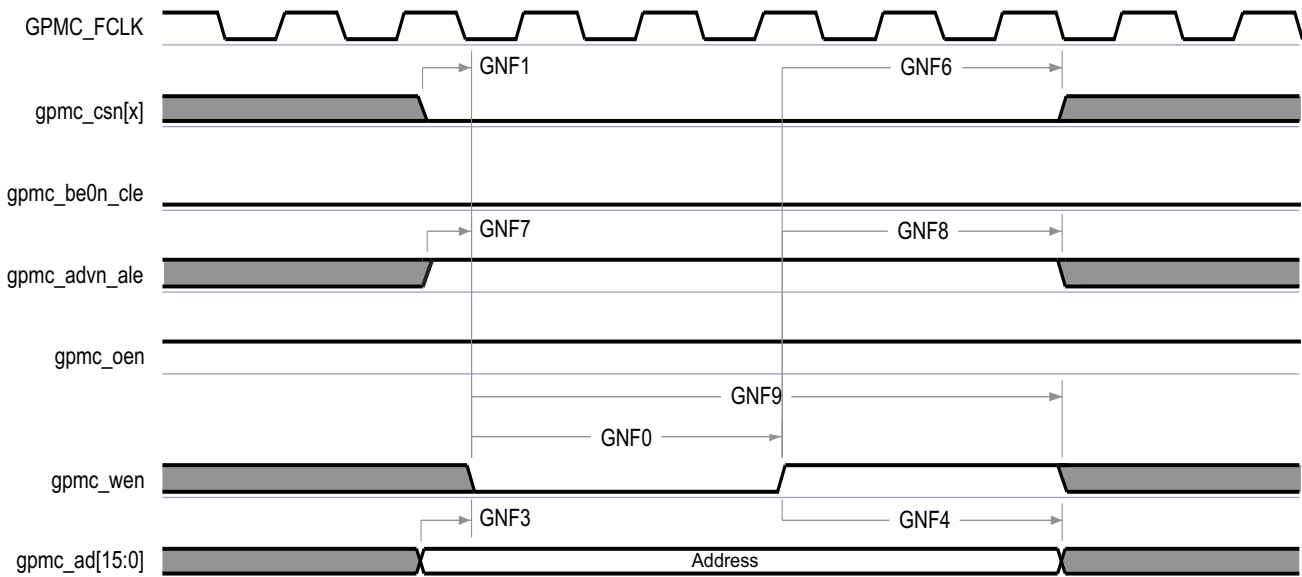 GPMC_FCLK
GNF1
GNF6
gpmc_csn[x]
gpmc_be0n_cle
GNF7
GNF8
gpmc_advn_ale
gpmc_oen
GNF9
GNF0
gpmc_wen
GNF3
GNF4
gpmc_ad[15:0]
Address